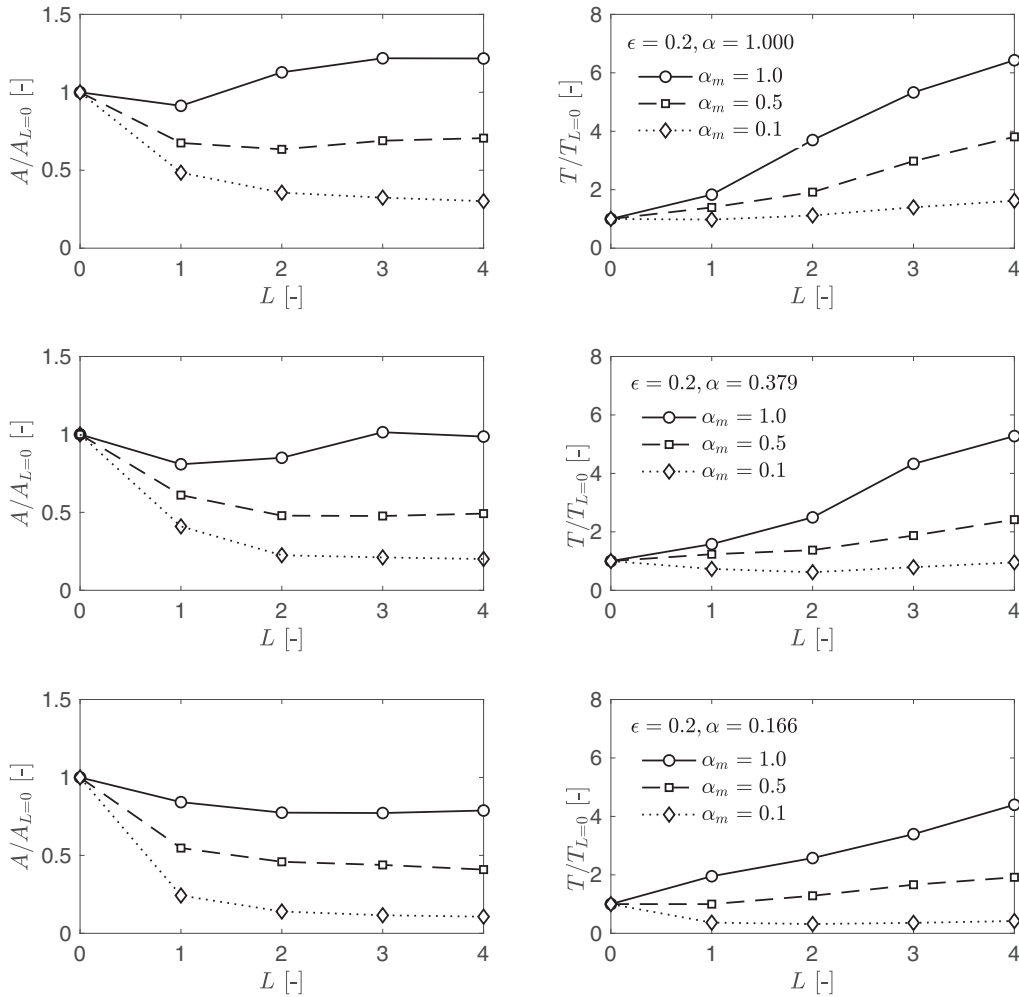 1.5
1
0.5
0
A/A_{L=0} [-]
0 1 2 3 4
L [-]
8
6
4
2
0
T/T_{L=0} [-]
ϵ = 0.2, α = 1.000
α_m = 1.0
α_m = 0.5
α_m = 0.1
0 1 2 3 4
L [-]
1.5
1
0.5
0
A/A_{L=0} [-]
0 1 2 3 4
L [-]
8
6
4
2
0
T/T_{L=0} [-]
ϵ = 0.2, α = 0.379
α_m = 1.0
α_m = 0.5
α_m = 0.1
0 1 2 3 4
L [-]
1.5
1
0.5
0
A/A_{L=0} [-]
0 1 2 3 4
L [-]
8
6
4
2
0
T/T_{L=0} [-]
ϵ = 0.2, α = 0.166
α_m = 1.0
α_m = 0.5
α_m = 0.1
0 1 2 3 4
L [-]